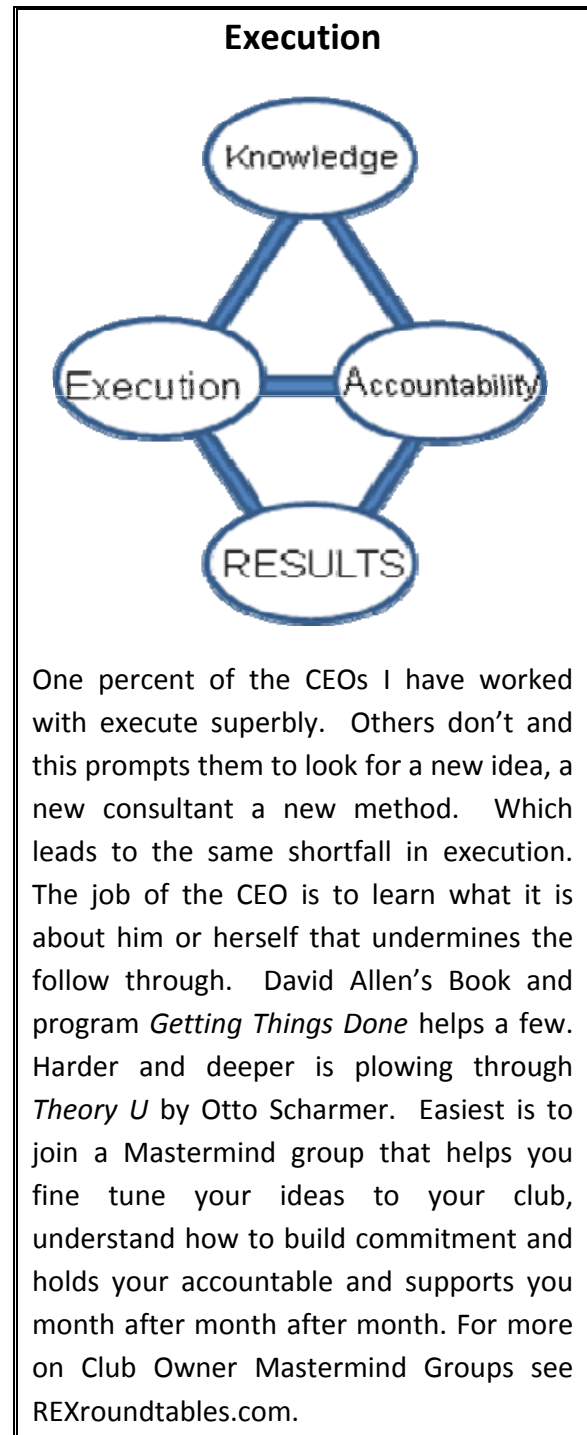 Execution
Knowledge
Execution
Accountability
RESULTS
One percent of the CEOs I have worked
with execute superbly. Others don’t and
this prompts them to look for a new idea, a
new consultant a new method. Which
leads to the same shortfall in execution.
The job of the CEO is to learn what it is
about him or herself that undermines the
follow through. David Allen’s Book and
program Getting Things Done helps a few.
Harder and deeper is plowing through
Theory U by Otto Scharmer. Easiest is to
join a Mastermind group that helps you
fine tune your ideas to your club,
understand how to build commitment and
holds your accountable and supports you
month after month after month. For more
on Club Owner Mastermind Groups see
REXroundtables.com.